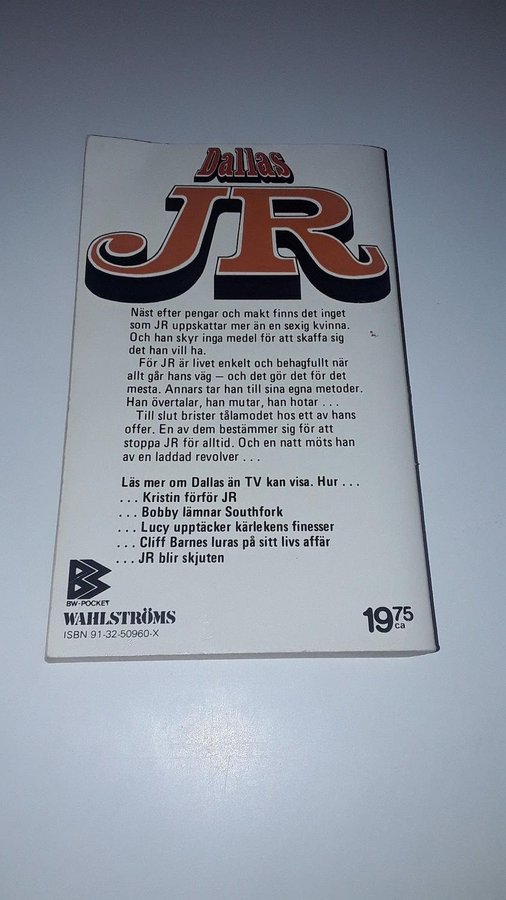 Dallas
JR
Näst efter pengar och makt finns det inget
som JR uppskattar mer än en sexig kvinna.
Och han skyr inga medel för att skaffa sig
det han vill ha.
För JR är livet enkelt och behagfullt när
allt går hans väg – och det gör det för det
mesta. Annars tar han till sina egna metoder.
Han övertalar, han mutar, han hotar . . .
Till slut brister tålamodet hos ett av hans
offer. En av dem bestämmer sig för att
stoppa JR för alltid. Och en natt möts han
av en laddad revolver . . .
Läs mer om Dallas än TV kan visa. Hur . . .
. . . Kristin förför JR
. . . Bobby lämnar Southfork
. . . Lucy upptäcker kärlekens finesser
. . . Cliff Barnes luras på sitt livs affär
. . . JR blir skjuten
BW-POCKET
WAHLSTRÖMS
ISBN 91-32-50960-X
19 75
ca